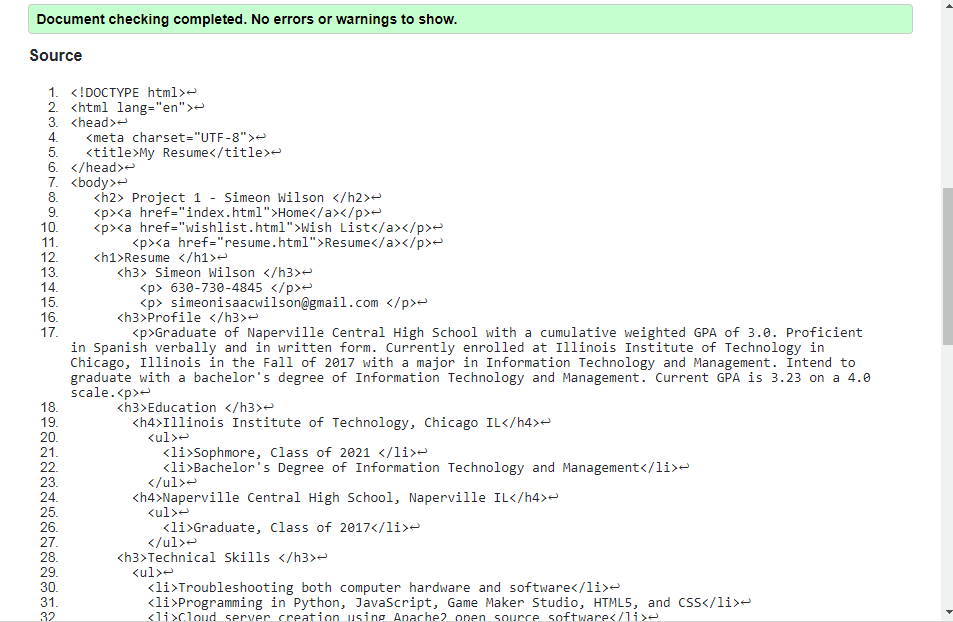 Document checking completed. No errors or warnings to show.
Source
1. <!DOCTYPE html>↩
2. <html lang="en">↩
3. <head>↩
4. <meta charset="UTF-8">↩
5. <title>My Resume</title>↩
6. </head>↩
7. <body>↩
8. <h2> Project 1 - Simeon Wilson </h2>↩
9. <p><a href="index.html">Home</a></p>↩
10. <p><a href="wishlist.html">Wish List</a></p>↩
11. <p><a href="resume.html">Resume</a></p>↩
12. <h1>Resume </h1>↩
13. <h3> Simeon Wilson </h3>↩
14. <p> 630-730-4845 </p>↩
15. <p> simeonisaacwilson@gmail.com </p>↩
16. <h3>Profile </h3>↩
17. <p>Graduate of Naperville Central High School with a cumulative weighted GPA of 3.0. Proficient
in Spanish verbally and in written form. Currently enrolled at Illinois Institute of Technology in
Chicago, Illinois in the Fall of 2017 with a major in Information Technology and Management. Intend to
graduate with a bachelor's degree of Information Technology and Management. Current GPA is 3.23 on a 4.0
scale.<p>↩
18. <h3>Education </h3>↩
19. <h4>Illinois Institute of Technology, Chicago IL</h4>↩
20. <ul>↩
21. <li>Sophmore, Class of 2021 </li>↩
22. <li>Bachelor's Degree of Information Technology and Management</li>↩
23. </ul>↩
24. <h4>Naperville Central High School, Naperville IL</h4>↩
25. <ul>↩
26. <li>Graduate, Class of 2017</li>↩
27. </ul>↩
28. <h3>Technical Skills </h3>↩
29. <ul>↩
30. <li>Troubleshooting both computer hardware and software</li>↩
31. <li>Programming in Python, JavaScript, Game Maker Studio, HTML5, and CSS</li>↩
32. <li>Cloud server creation using Apache2 open source software</li>↩